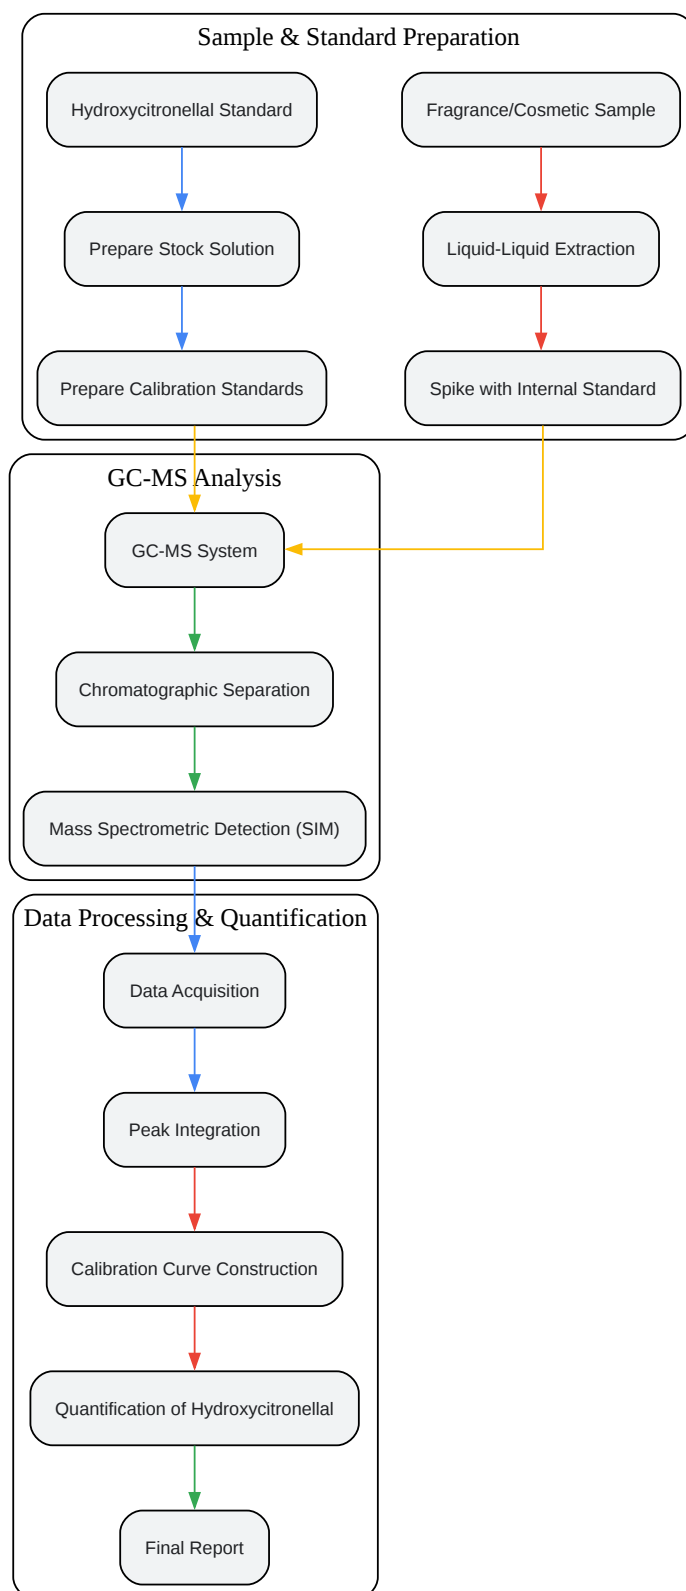 Sample & Standard Preparation
Hydroxycitronellal Standard
Fragrance/Cosmetic Sample
Prepare Stock Solution
Liquid-Liquid Extraction
Prepare Calibration Standards
Spike with Internal Standard
GC-MS Analysis
GC-MS System
Chromatographic Separation
Mass Spectrometric Detection (SIM)
Data Processing & Quantification
Data Acquisition
Peak Integration
Calibration Curve Construction
Quantification of Hydroxycitronellal
Final Report